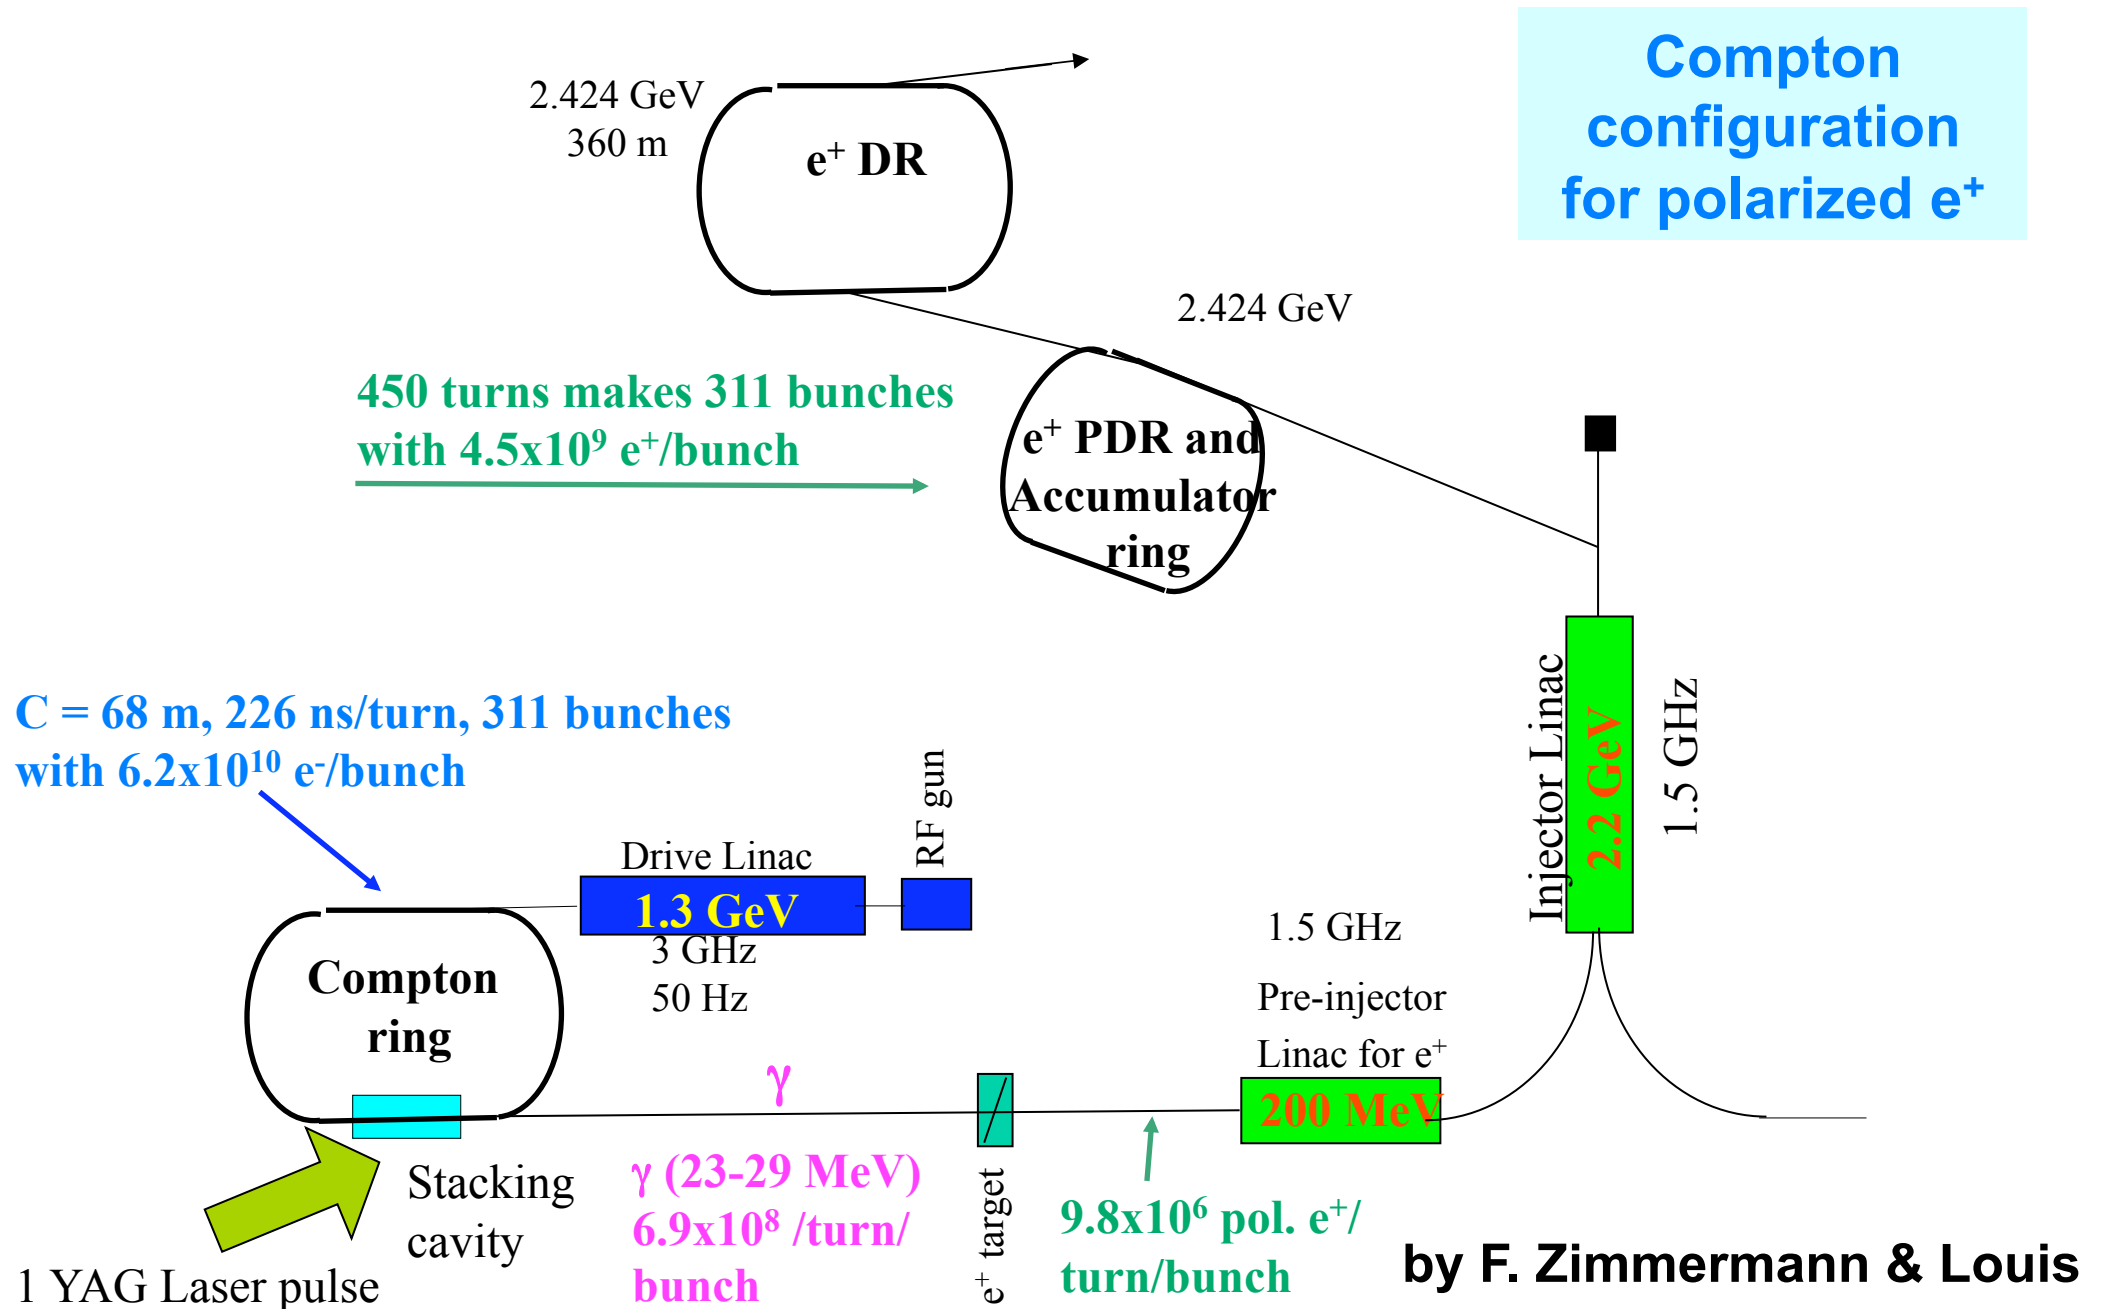 Compton
configuration
for polarized e⁺
2.424 GeV
360 m
e⁺ DR
2.424 GeV
450 turns makes 311 bunches
with 4.5x10⁹ e⁺/bunch
e⁺ PDR and
Accumulator
ring
Injector Linac
2.2 GeV
1.5 GHz
C = 68 m, 226 ns/turn, 311 bunches
with 6.2x10¹⁰ e⁻/bunch
Drive Linac
1.3 GeV
3 GHz
50 Hz
RF gun
Compton
ring
1.5 GHz
Pre-injector
Linac for e⁺
200 MeV
γ
Stacking
cavity
γ (23-29 MeV)
6.9x10⁸ /turn/
bunch
e⁺ target
9.8x10⁶ pol. e⁺/
turn/bunch
1 YAG Laser pulse
by F. Zimmermann & Louis